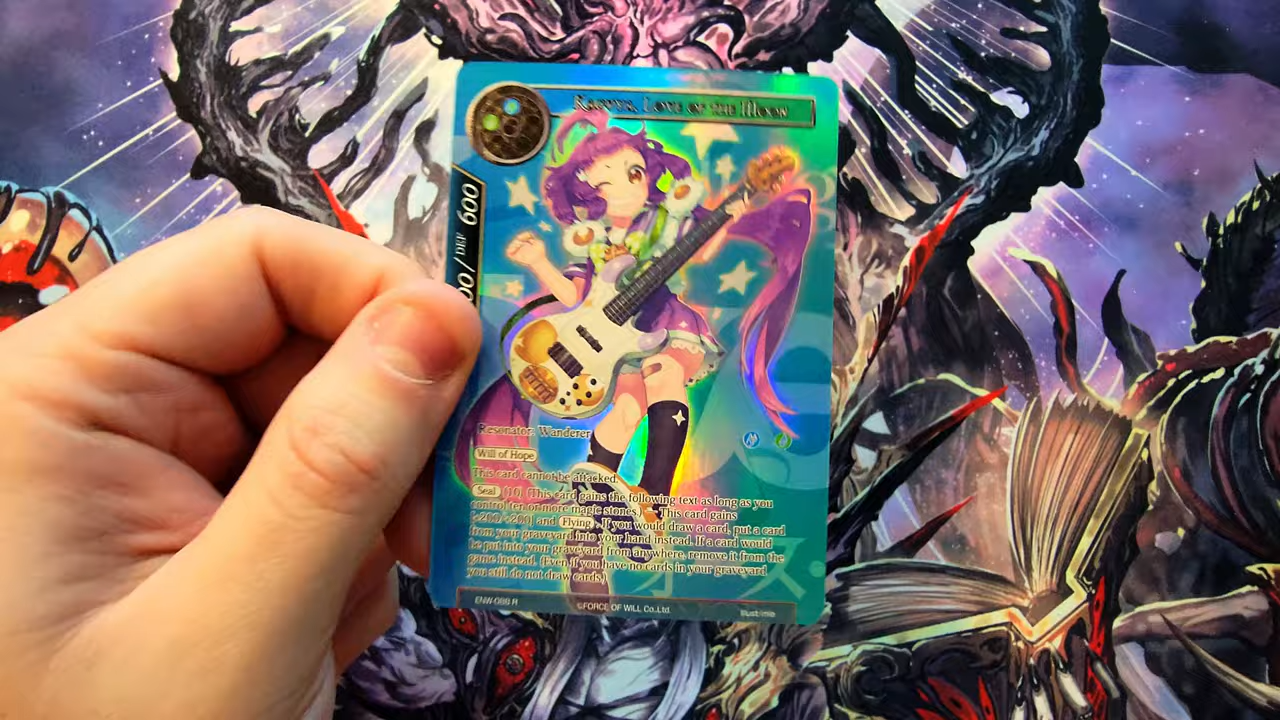 Kaguya, Love of the Moon
00 / DEF 600
Resonator: Wanderer
Will of Hope
This card cannot be attacked.
Seal (10) (This card gains the following text as long as you
control ten or more magic stones.) This card gains
[+200/+200] and Flying. If you would draw a card, put a card
from your graveyard into your hand instead. If a card would
be put into your graveyard from anywhere, remove it from the
game instead. (Even if you have no cards in your graveyard
you still do not draw cards.)
R
©FORCE OF WILL Co.,Ltd.